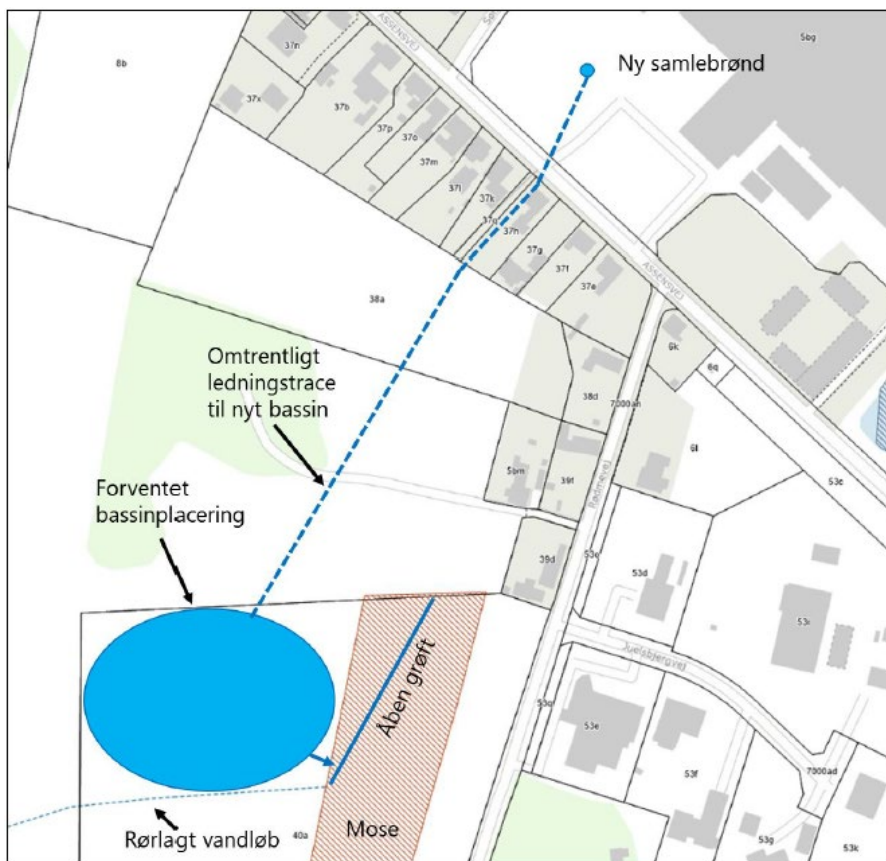 ASSENSVEJ
5bg
Ny samlebrønd
8b
37n
37x
37b
37p
37o
37m
37l
37k
37q
37h
37g
37f
37e
ASSENSVEJ
38a
6k
6q
Omtrentligt
ledningstrace
til nyt bassin
38d
7000an
6l
53c
5bm
39f
Rødmevej
Forventet
bassinplacering
39d
53d
53i
Juelsbjergvej
Åben grøft
53e
53f
7000ad
Rørlagt vandløb
40a
Mose
53g
53k